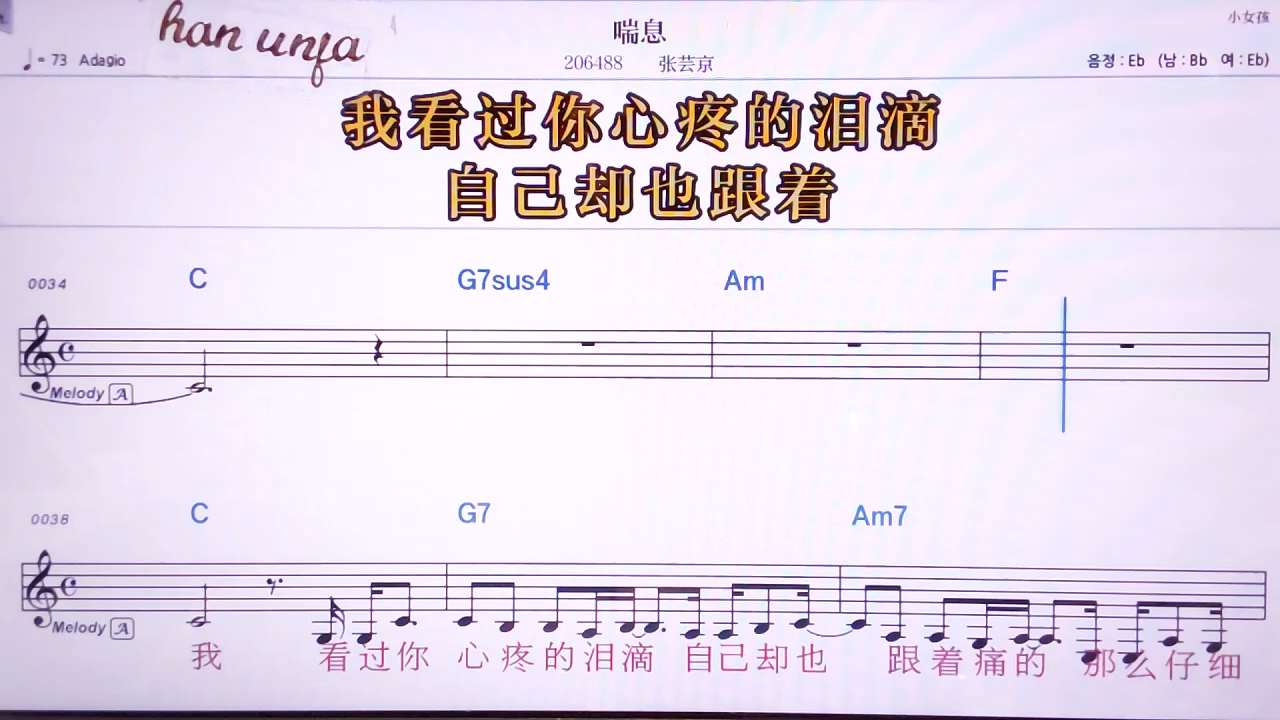 han unfa
喘息
小女孩
♩= 73 Adagio
206488 张芸京
음정 : Eb (남 : Bb 여 : Eb)
我看过你心疼的泪滴
自己却也跟着
0034 C G7sus4 Am F
Melody A
0038 C G7 Am7
Melody A
我 看过你 心疼的泪滴 自己却也 跟着痛的 那么仔细